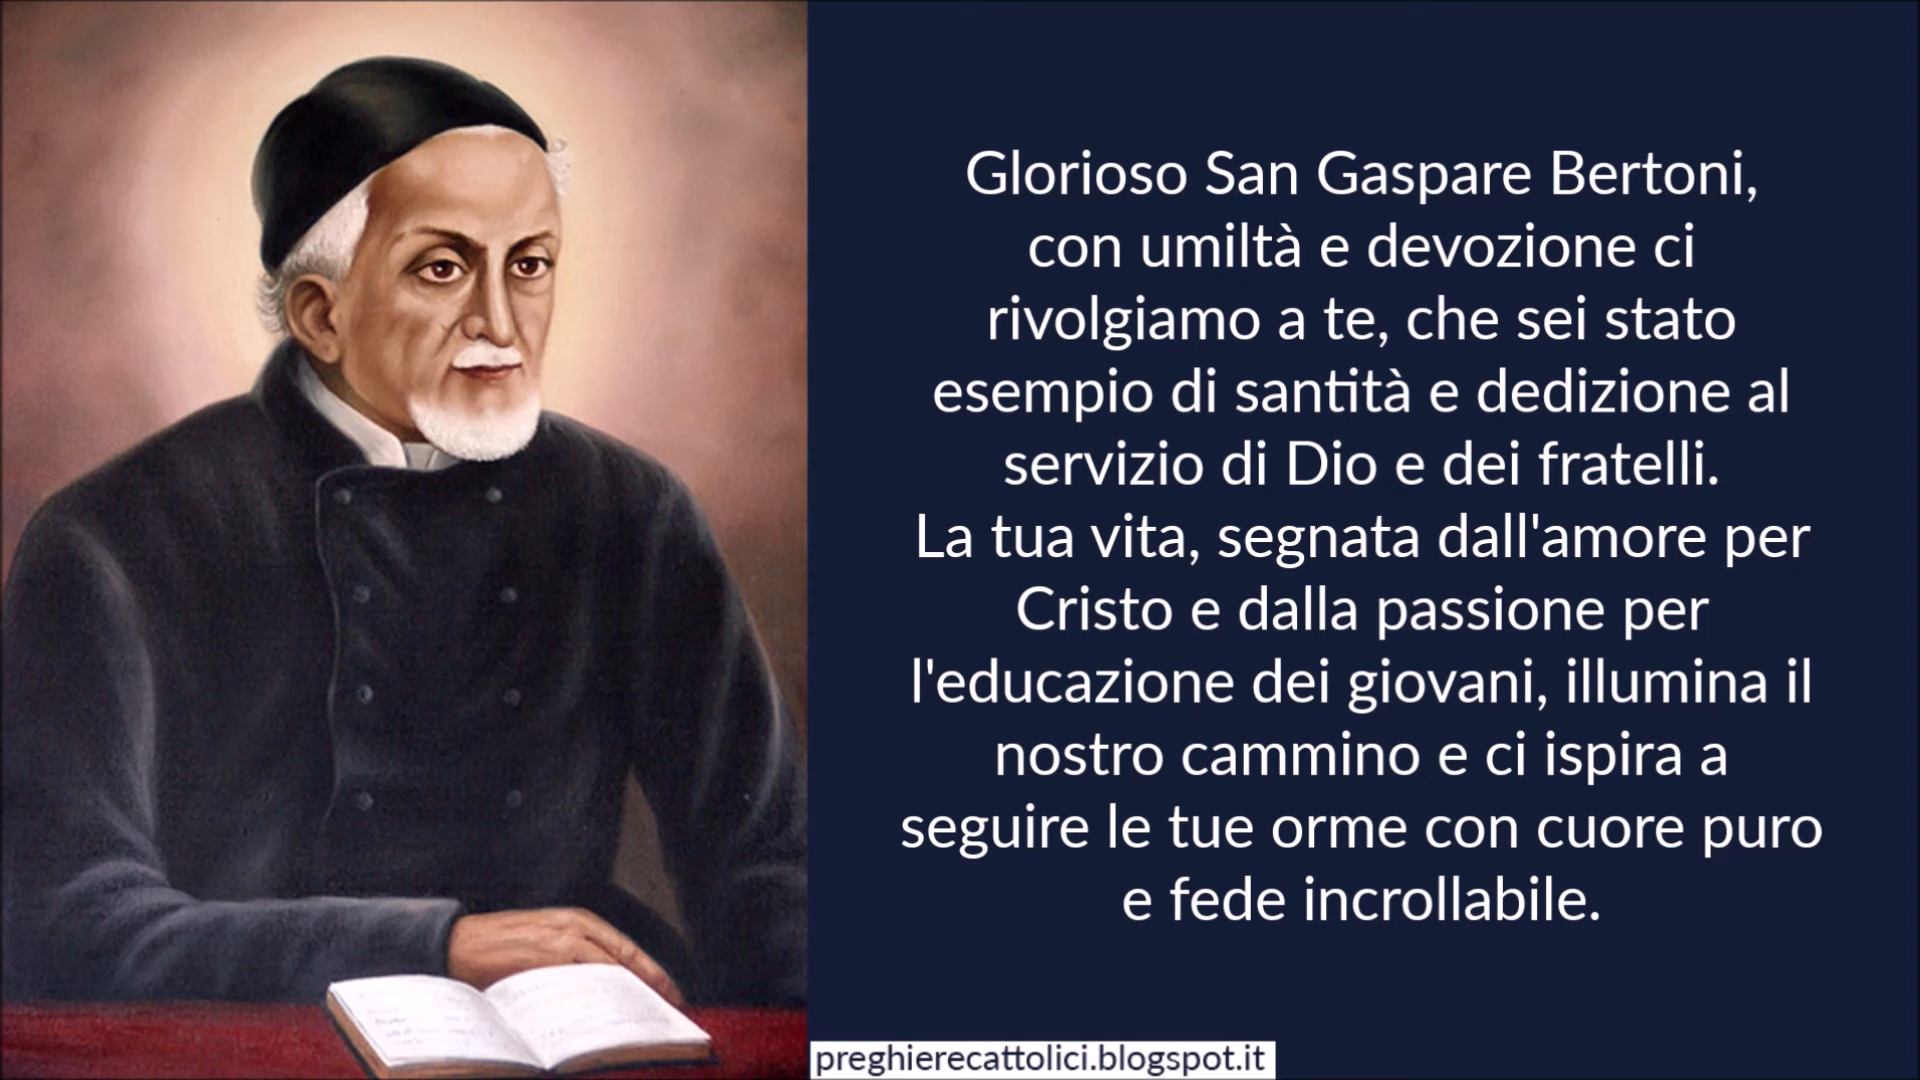 Glorioso San Gaspare Bertoni,
con umiltà e devozione ci
rivolgiamo a te, che sei stato
esempio di santità e dedizione al
servizio di Dio e dei fratelli.
La tua vita, segnata dall'amore per
Cristo e dalla passione per
l'educazione dei giovani, illumina il
nostro cammino e ci ispira a
seguire le tue orme con cuore puro
e fede incrollabile.
preghierecattolici.blogspot.it